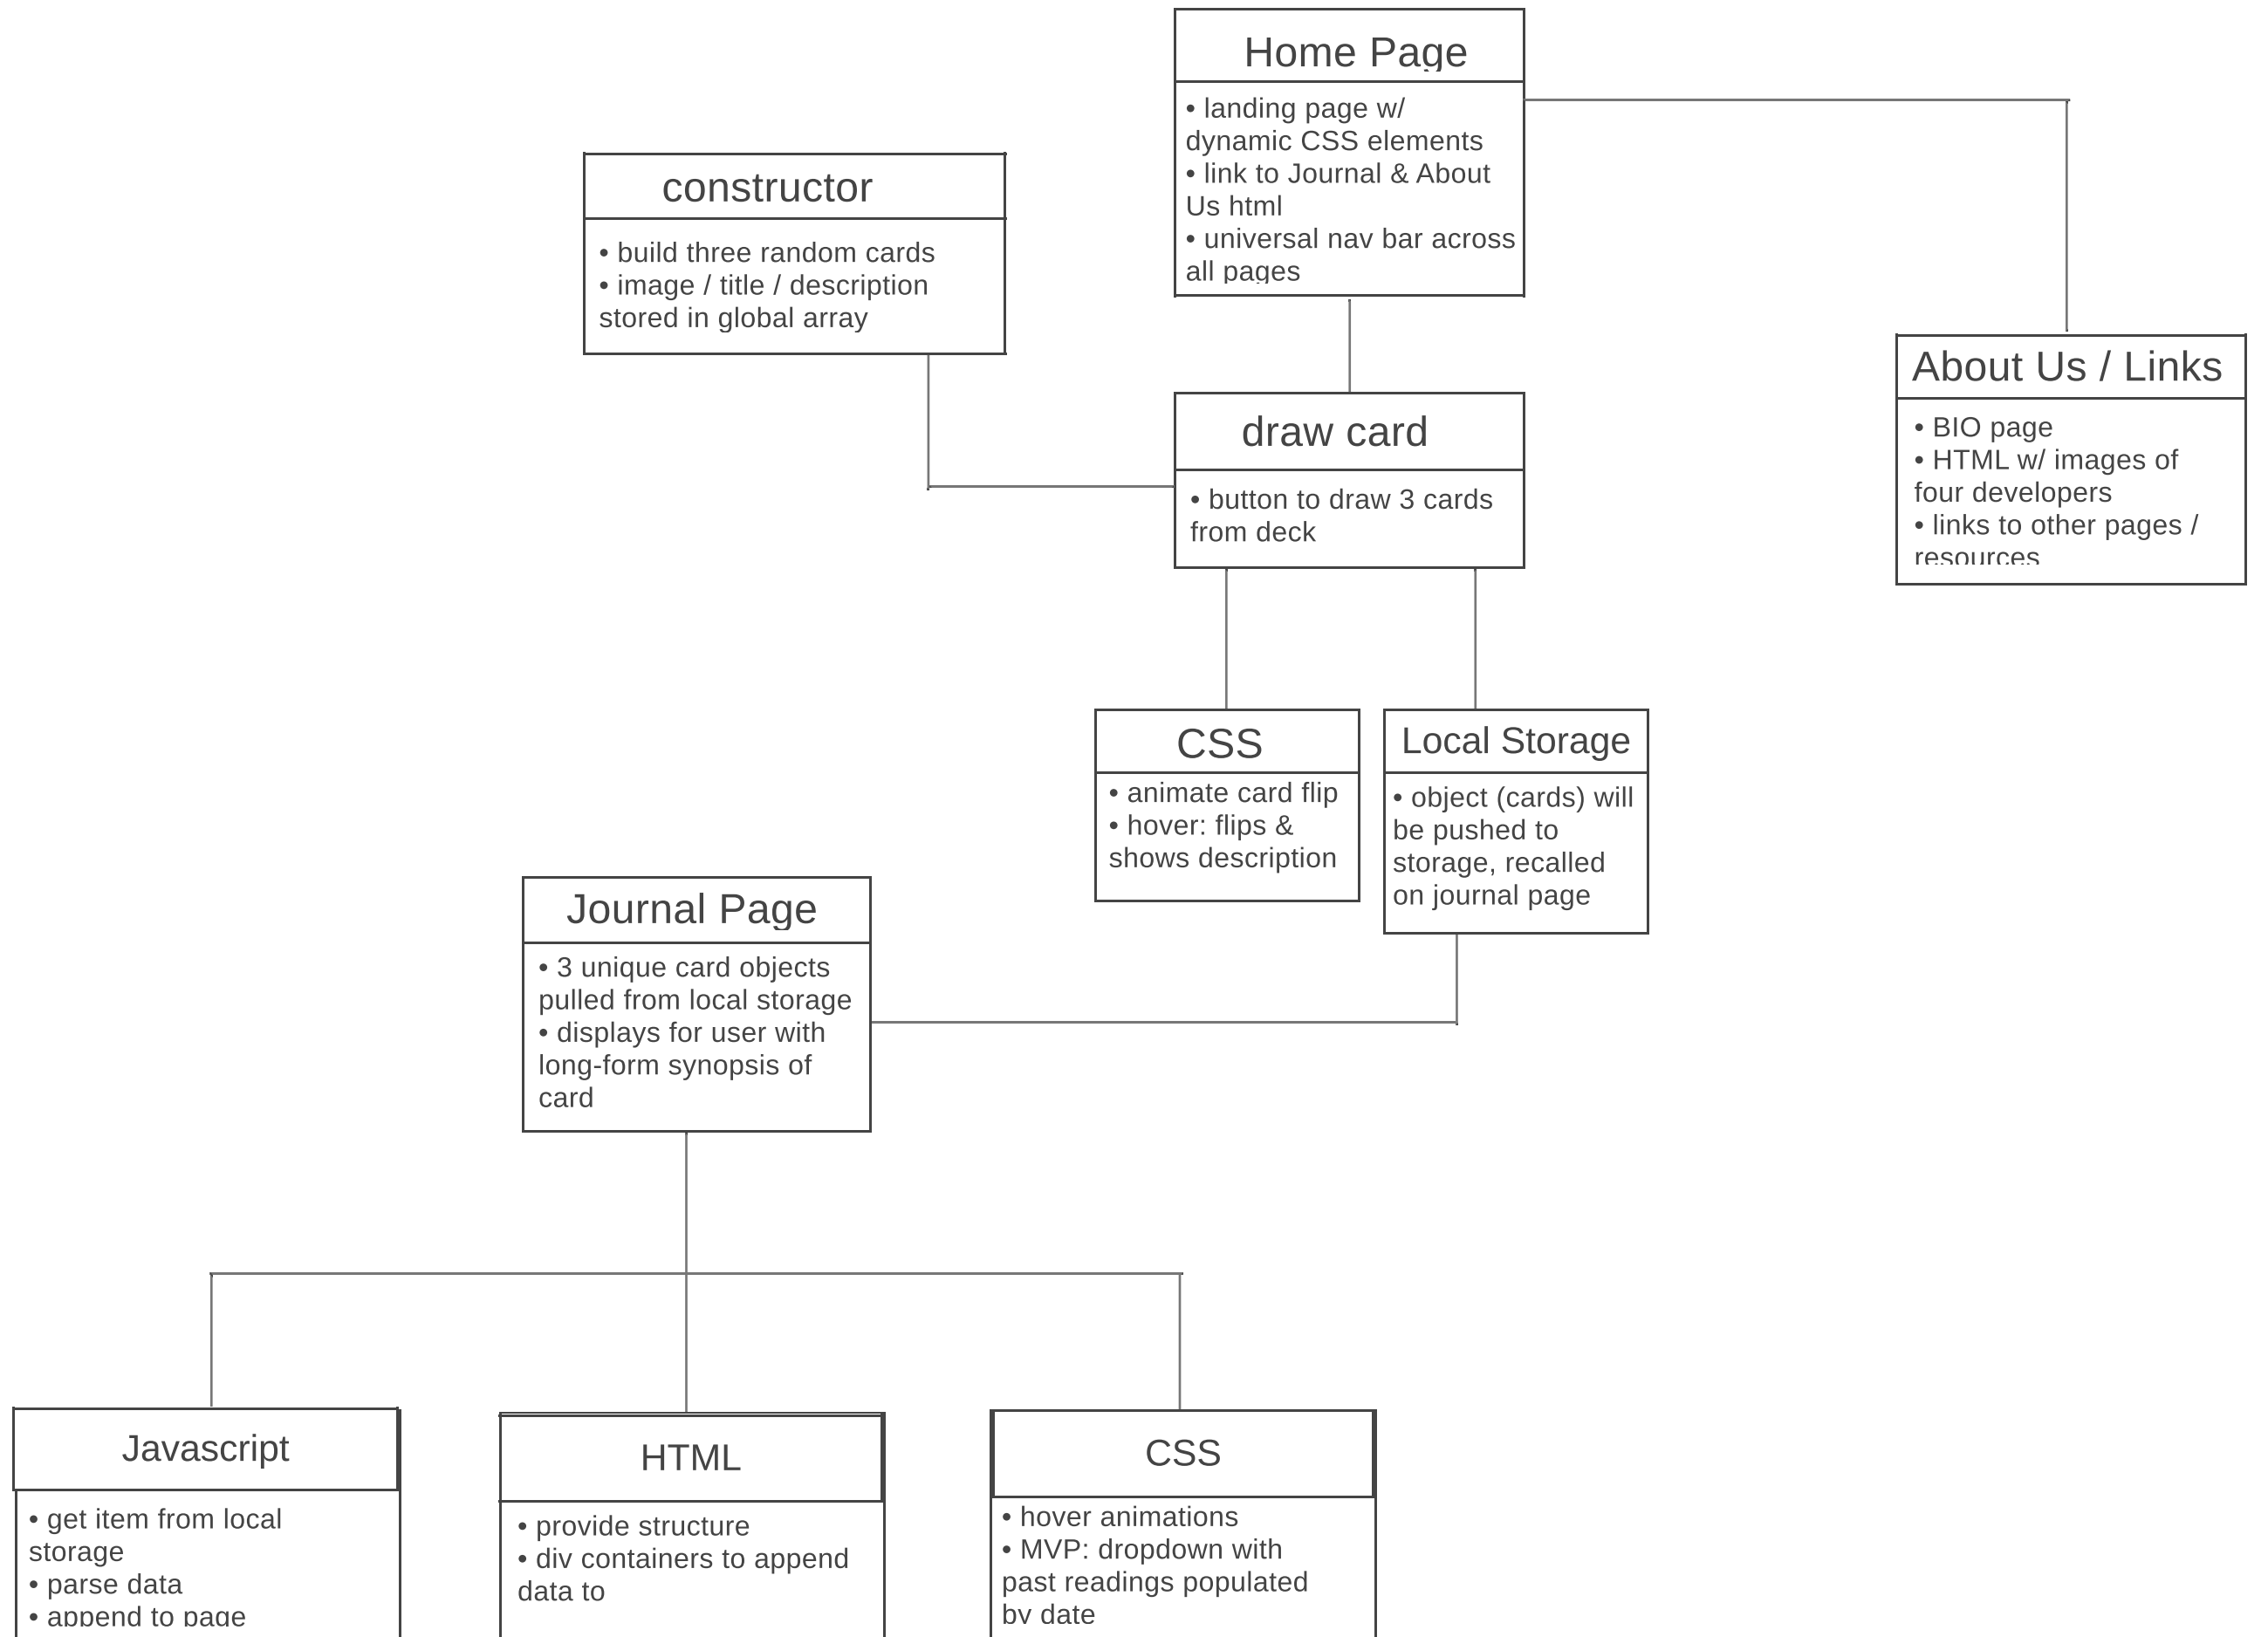 Home Page
• landing page w/
dynamic CSS elements
• link to Journal & About
Us html
• universal nav bar across
all pages
constructor
• build three random cards
• image / title / description
stored in global array
About Us / Links
• BIO page
• HTML w/ images of
four developers
• links to other pages /
resources
draw card
• button to draw 3 cards
from deck
CSS
• animate card flip
• hover: flips &
shows description
Local Storage
• object (cards) will
be pushed to
storage, recalled
on journal page
Journal Page
• 3 unique card objects
pulled from local storage
• displays for user with
long-form synopsis of
card
Javascript
• get item from local
storage
• parse data
• append to page
HTML
• provide structure
• div containers to append
data to
CSS
• hover animations
• MVP: dropdown with
past readings populated
by date